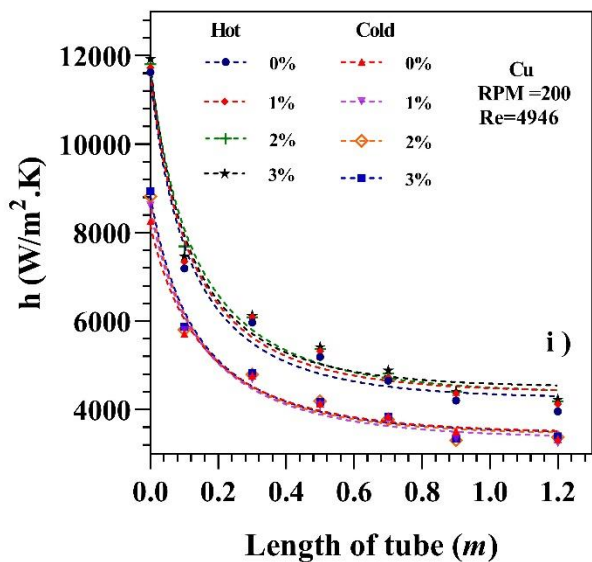 h (W/m².K)
12000
10000
8000
6000
4000
Hot Cold
0% 0%
1% 1%
2% 2%
3% 3%
Cu
RPM =200
Re=4946
i )
0.0 0.2 0.4 0.6 0.8 1.0 1.2
Length of tube (m)